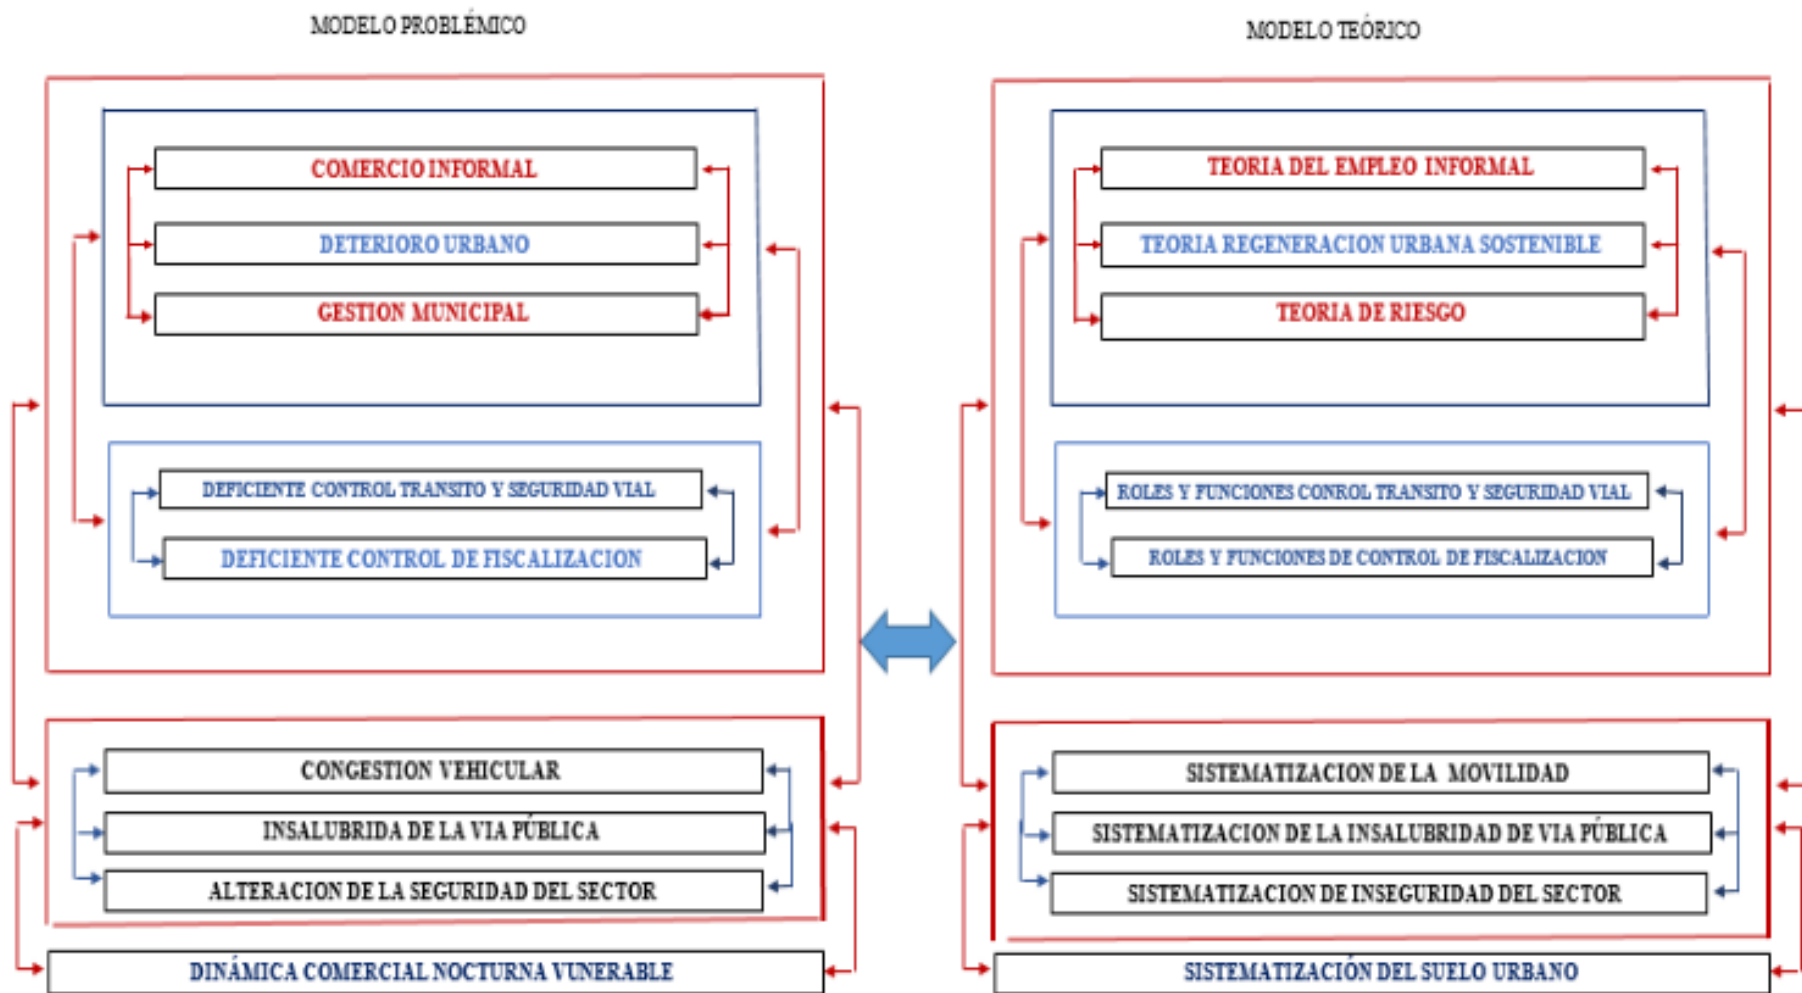 MODELO PROBLÉMICO
COMERCIO INFORMAL
DETERIORO URBANO
GESTION MUNICIPAL
DEFICIENTE CONTROL TRANSITO Y SEGURIDAD VIAL
DEFICIENTE CONTROL DE FISCALIZACION
CONGESTION VEHICULAR
INSALUBRIDA DE LA VIA PÚBLICA
ALTERACION DE LA SEGURIDAD DEL SECTOR
DINÁMICA COMERCIAL NOCTURNA VUNERABLE
MODELO TEÓRICO
TEORIA DEL EMPLEO INFORMAL
TEORIA REGENERACION URBANA SOSTENIBLE
TEORIA DE RIESGO
ROLES Y FUNCIONES CONROL TRANSITO Y SEGURIDAD VIAL
ROLES Y FUNCIONES DE CONTROL DE FISCALIZACION
SISTEMATIZACION DE LA MOVILIDAD
SISTEMATIZACION DE LA INSALUBRIDAD DE VIA PÚBLICA
SISTEMATIZACION DE INSEGURIDAD DEL SECTOR
SISTEMATIZACIÓN DEL SUELO URBANO